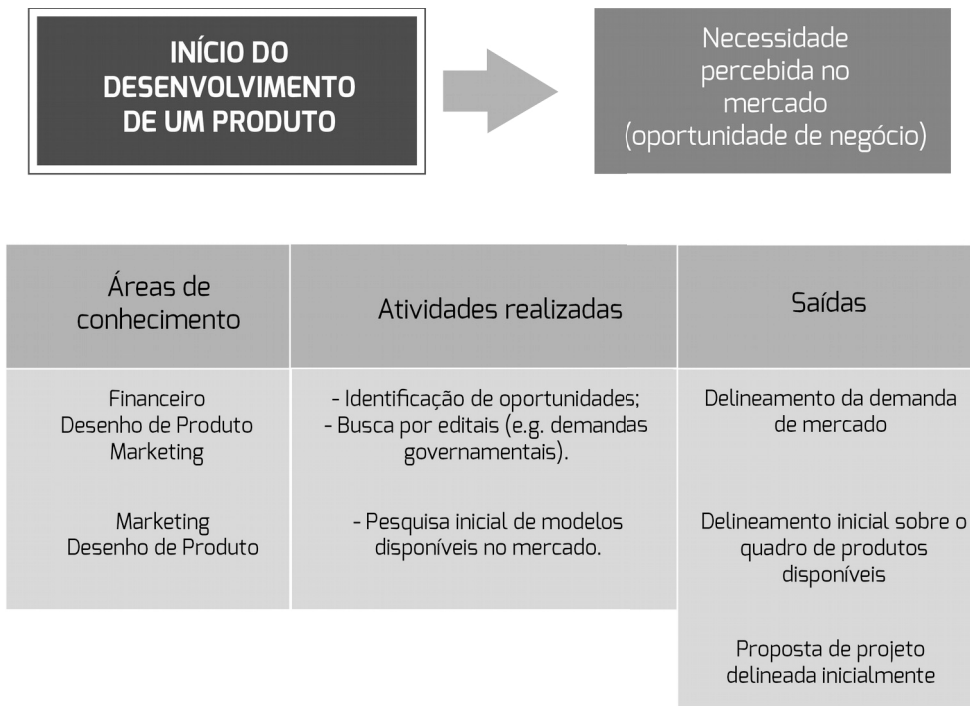 INÍCIO DO
DESENVOLVIMENTO
DE UM PRODUTO
Necessidade
percebida no
mercado
(oportunidade de negócio)
Áreas de
conhecimento
Atividades realizadas
Saídas
Financeiro
Desenho de Produto
Marketing
- Identificação de oportunidades;
- Busca por editais (e.g. demandas
governamentais).
Delineamento da demanda
de mercado
Marketing
Desenho de Produto
- Pesquisa inicial de modelos
disponíveis no mercado.
Delineamento inicial sobre o
quadro de produtos
disponíveis
Proposta de projeto
delineada inicialmente